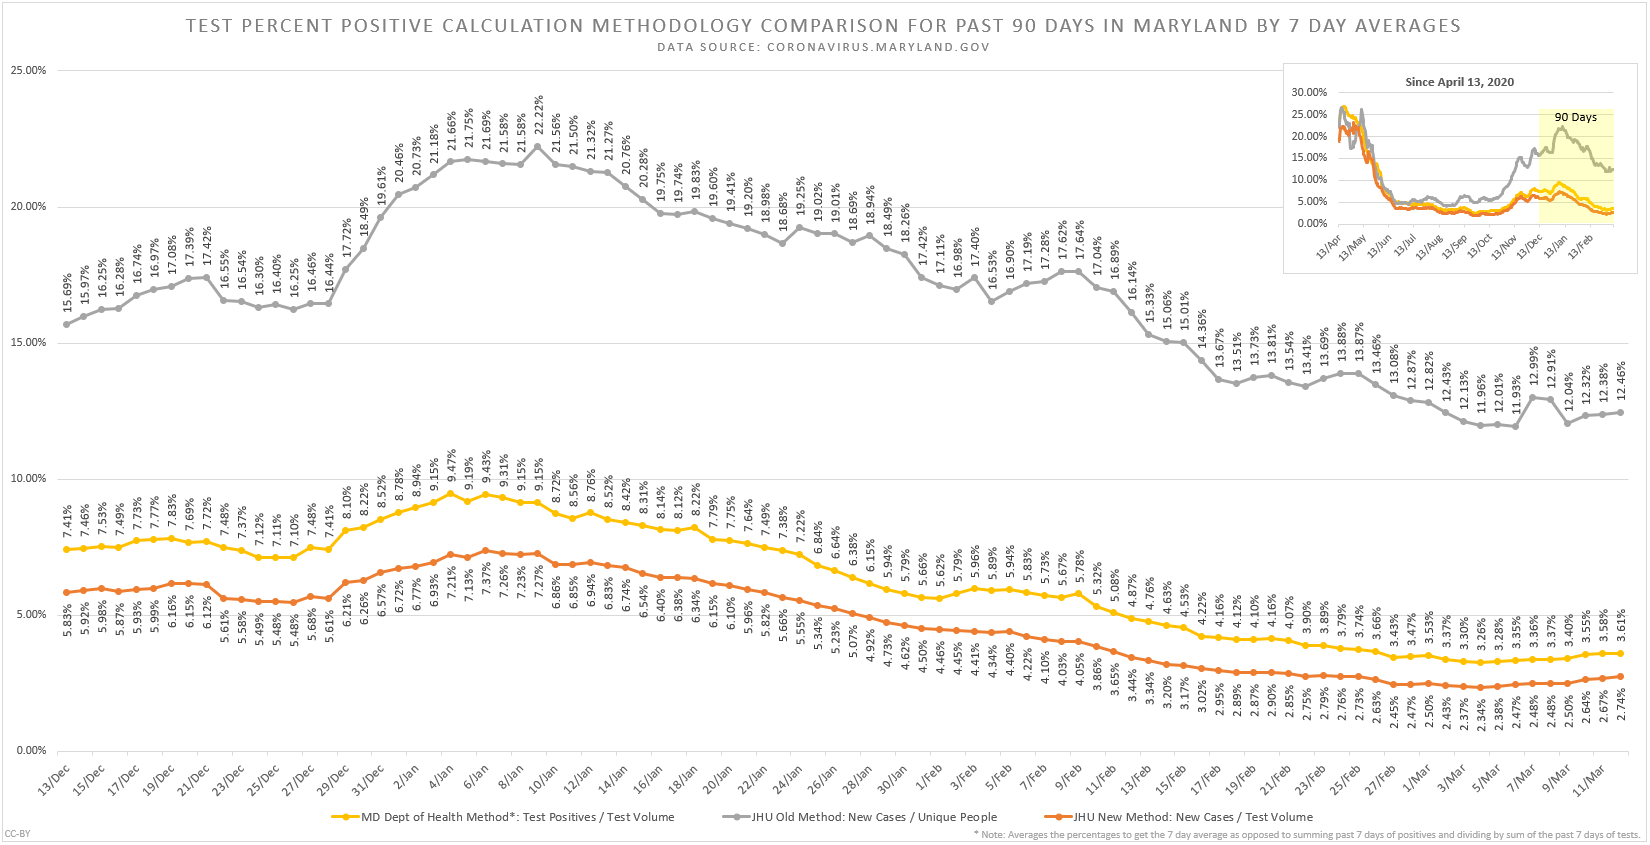 TEST PERCENT POSITIVE CALCULATION METHODOLOGY COMPARISON FOR PAST 90 DAYS IN MARYLAND BY 7 DAY AVERAGES
DATA SOURCE: CORONAVIRUS.MARYLAND.GOV
25.00%
20.00%
15.00%
10.00%
5.00%
0.00%
15.69% 15.97% 16.25% 16.28% 16.74% 16.97% 17.08% 17.39% 17.42% 16.55% 16.54% 16.30% 16.40% 16.25% 16.46% 16.44% 17.72% 18.49% 19.61% 20.46% 20.73% 21.18% 21.66% 21.75% 21.69% 21.58% 21.58% 22.22% 21.56% 21.50% 21.32% 21.27% 20.76% 20.28% 19.75% 19.74% 19.83% 19.60% 19.41% 19.20% 18.98% 18.68% 19.25% 19.02% 19.01% 18.69% 18.94% 18.49% 18.26% 17.42% 17.11% 16.98% 17.40% 16.53% 16.90% 17.19% 17.28% 17.62% 17.64% 17.04% 16.89% 16.14% 15.33% 15.06% 15.01% 14.36% 13.67% 13.51% 13.73% 13.81% 13.54% 13.41% 13.69% 13.88% 13.87% 13.46% 13.08% 12.87% 12.82% 12.43% 12.13% 11.96% 12.01% 11.93% 12.99% 12.91% 12.04% 12.32% 12.38% 12.46%
7.41% 7.46% 7.53% 7.49% 7.73% 7.77% 7.83% 7.69% 7.72% 7.48% 7.37% 7.12% 7.11% 7.10% 7.48% 7.41% 8.10% 8.22% 8.52% 8.78% 8.94% 9.15% 9.47% 9.19% 9.43% 9.31% 9.15% 9.15% 8.72% 8.56% 8.76% 8.52% 8.42% 8.31% 8.14% 8.12% 8.22% 7.79% 7.75% 7.64% 7.49% 7.38% 7.22% 6.84% 6.64% 6.38% 6.15% 5.94% 5.79% 5.66% 5.62% 5.79% 5.96% 5.89% 5.94% 5.83% 5.73% 5.67% 5.78% 5.32% 5.08% 4.87% 4.76% 4.63% 4.53% 4.22% 4.16% 4.12% 4.10% 4.16% 4.07% 3.90% 3.89% 3.79% 3.74% 3.66% 3.43% 3.47% 3.53% 3.37% 3.30% 3.26% 3.28% 3.35% 3.36% 3.37% 3.40% 3.55% 3.58% 3.61%
5.83% 5.92% 5.98% 5.87% 5.93% 5.99% 6.16% 6.15% 6.12% 5.61% 5.58% 5.49% 5.48% 5.48% 5.68% 5.61% 6.21% 6.26% 6.57% 6.72% 6.77% 6.93% 7.21% 7.13% 7.37% 7.26% 7.23% 7.27% 6.86% 6.85% 6.94% 6.83% 6.74% 6.54% 6.40% 6.38% 6.34% 6.15% 6.10% 5.96% 5.82% 5.66% 5.55% 5.34% 5.23% 5.07% 4.92% 4.73% 4.62% 4.50% 4.46% 4.45% 4.41% 4.34% 4.40% 4.22% 4.10% 4.03% 4.05% 3.86% 3.65% 3.44% 3.34% 3.20% 3.17% 3.02% 2.95% 2.89% 2.87% 2.90% 2.85% 2.75% 2.79% 2.76% 2.73% 2.63% 2.45% 2.47% 2.50% 2.43% 2.37% 2.34% 2.38% 2.47% 2.48% 2.48% 2.50% 2.64% 2.67% 2.74%
13/Dec 15/Dec 17/Dec 19/Dec 21/Dec 23/Dec 25/Dec 27/Dec 29/Dec 31/Dec 2/Jan 4/Jan 6/Jan 8/Jan 10/Jan 12/Jan 14/Jan 16/Jan 18/Jan 20/Jan 22/Jan 24/Jan 26/Jan 28/Jan 30/Jan 1/Feb 3/Feb 5/Feb 7/Feb 9/Feb 11/Feb 13/Feb 15/Feb 17/Feb 19/Feb 21/Feb 23/Feb 25/Feb 27/Feb 1/Mar 3/Mar 5/Mar 7/Mar 9/Mar 11/Mar
Since April 13, 2020
30.00%
25.00%
20.00%
15.00%
10.00%
5.00%
0.00%
90 Days
13/Apr 13/May 13/Jun 13/Jul 13/Aug 13/Sep 13/Oct 13/Nov 13/Dec 13/Jan 13/Feb
MD Dept of Health Method*: Test Positives / Test Volume
JHU Old Method: New Cases / Unique People
JHU New Method: New Cases / Test Volume
CC-BY
* Note: Averages the percentages to get the 7 day average as opposed to summing past 7 days of positives and dividing by sum of the past 7 days of tests.